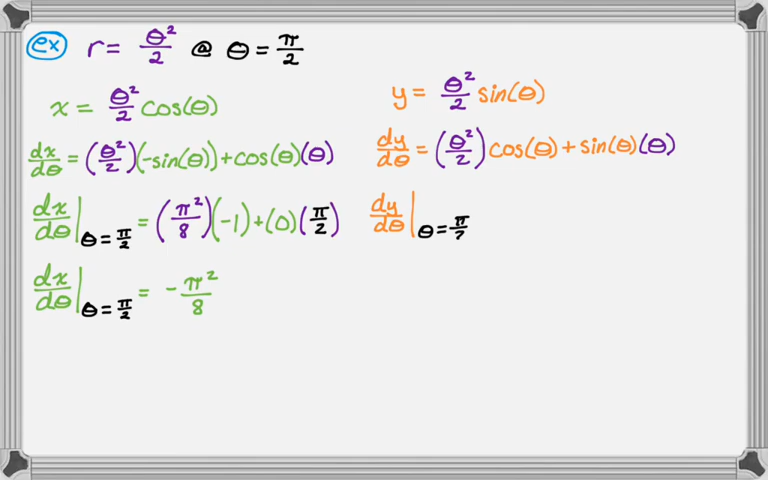 ex r = θ²/2 @ θ = π/2
x = θ²/2 cos(θ)
dx/dθ = (θ²/2)(-sin(θ)) + cos(θ)(θ)
dx/dθ |θ=π/2 = (π²/8)(-1) + (0)(π/2)
dx/dθ |θ=π/2 = -π²/8
y = θ²/2 sin(θ)
dy/dθ = (θ²/2) cos(θ) + sin(θ)(θ)
dy/dθ |θ=π/